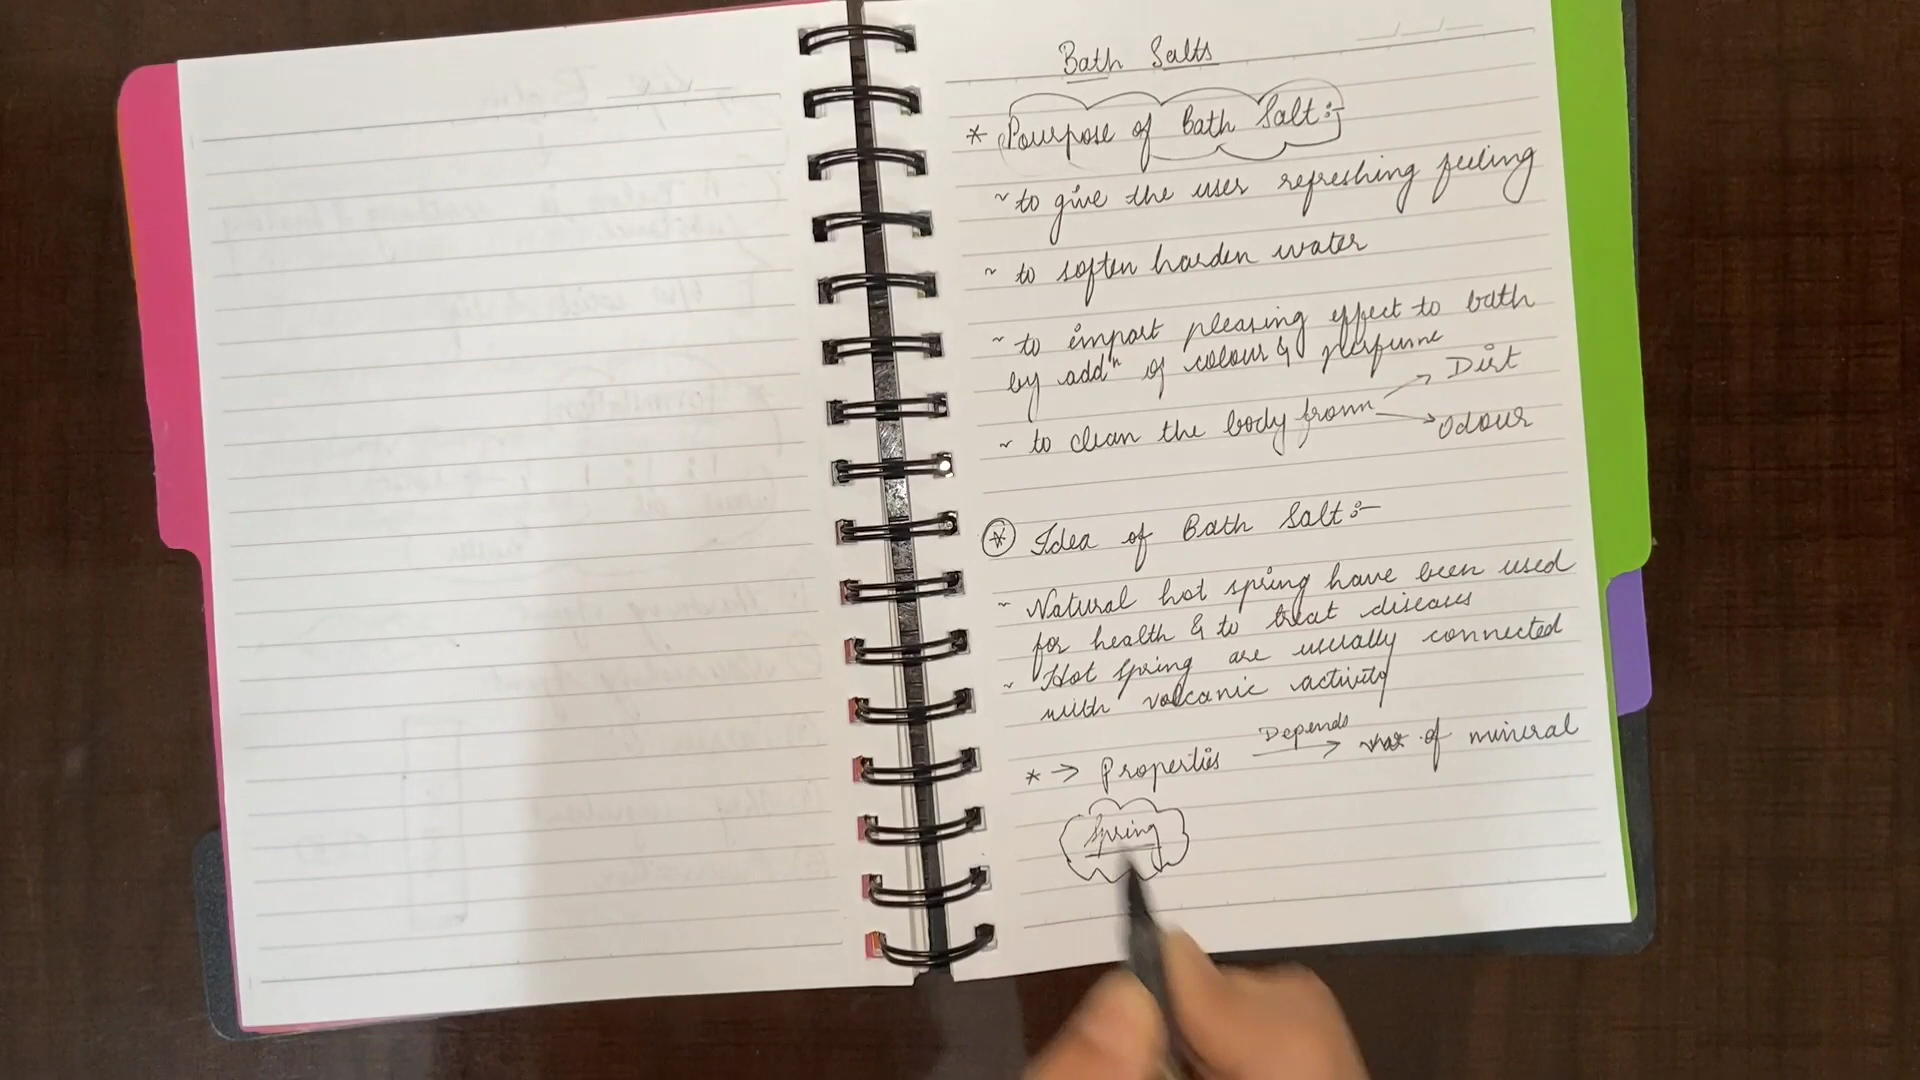 Bath Salts
* Pourpose of Bath Salt:-
~ to give the user refreshing feeling
~ to soften harden water
~ to impart pleasing effect to bath
by addⁿ of colour & perfume
~ to clean the body from → Dirt
→ Odour
* Idea of Bath Salt:-
~ Natural hot spring have been used
for health & to treat diseases
~ Hot spring are usually connected
with volcanic activity
* → Properties Depends → of mineral
Spring